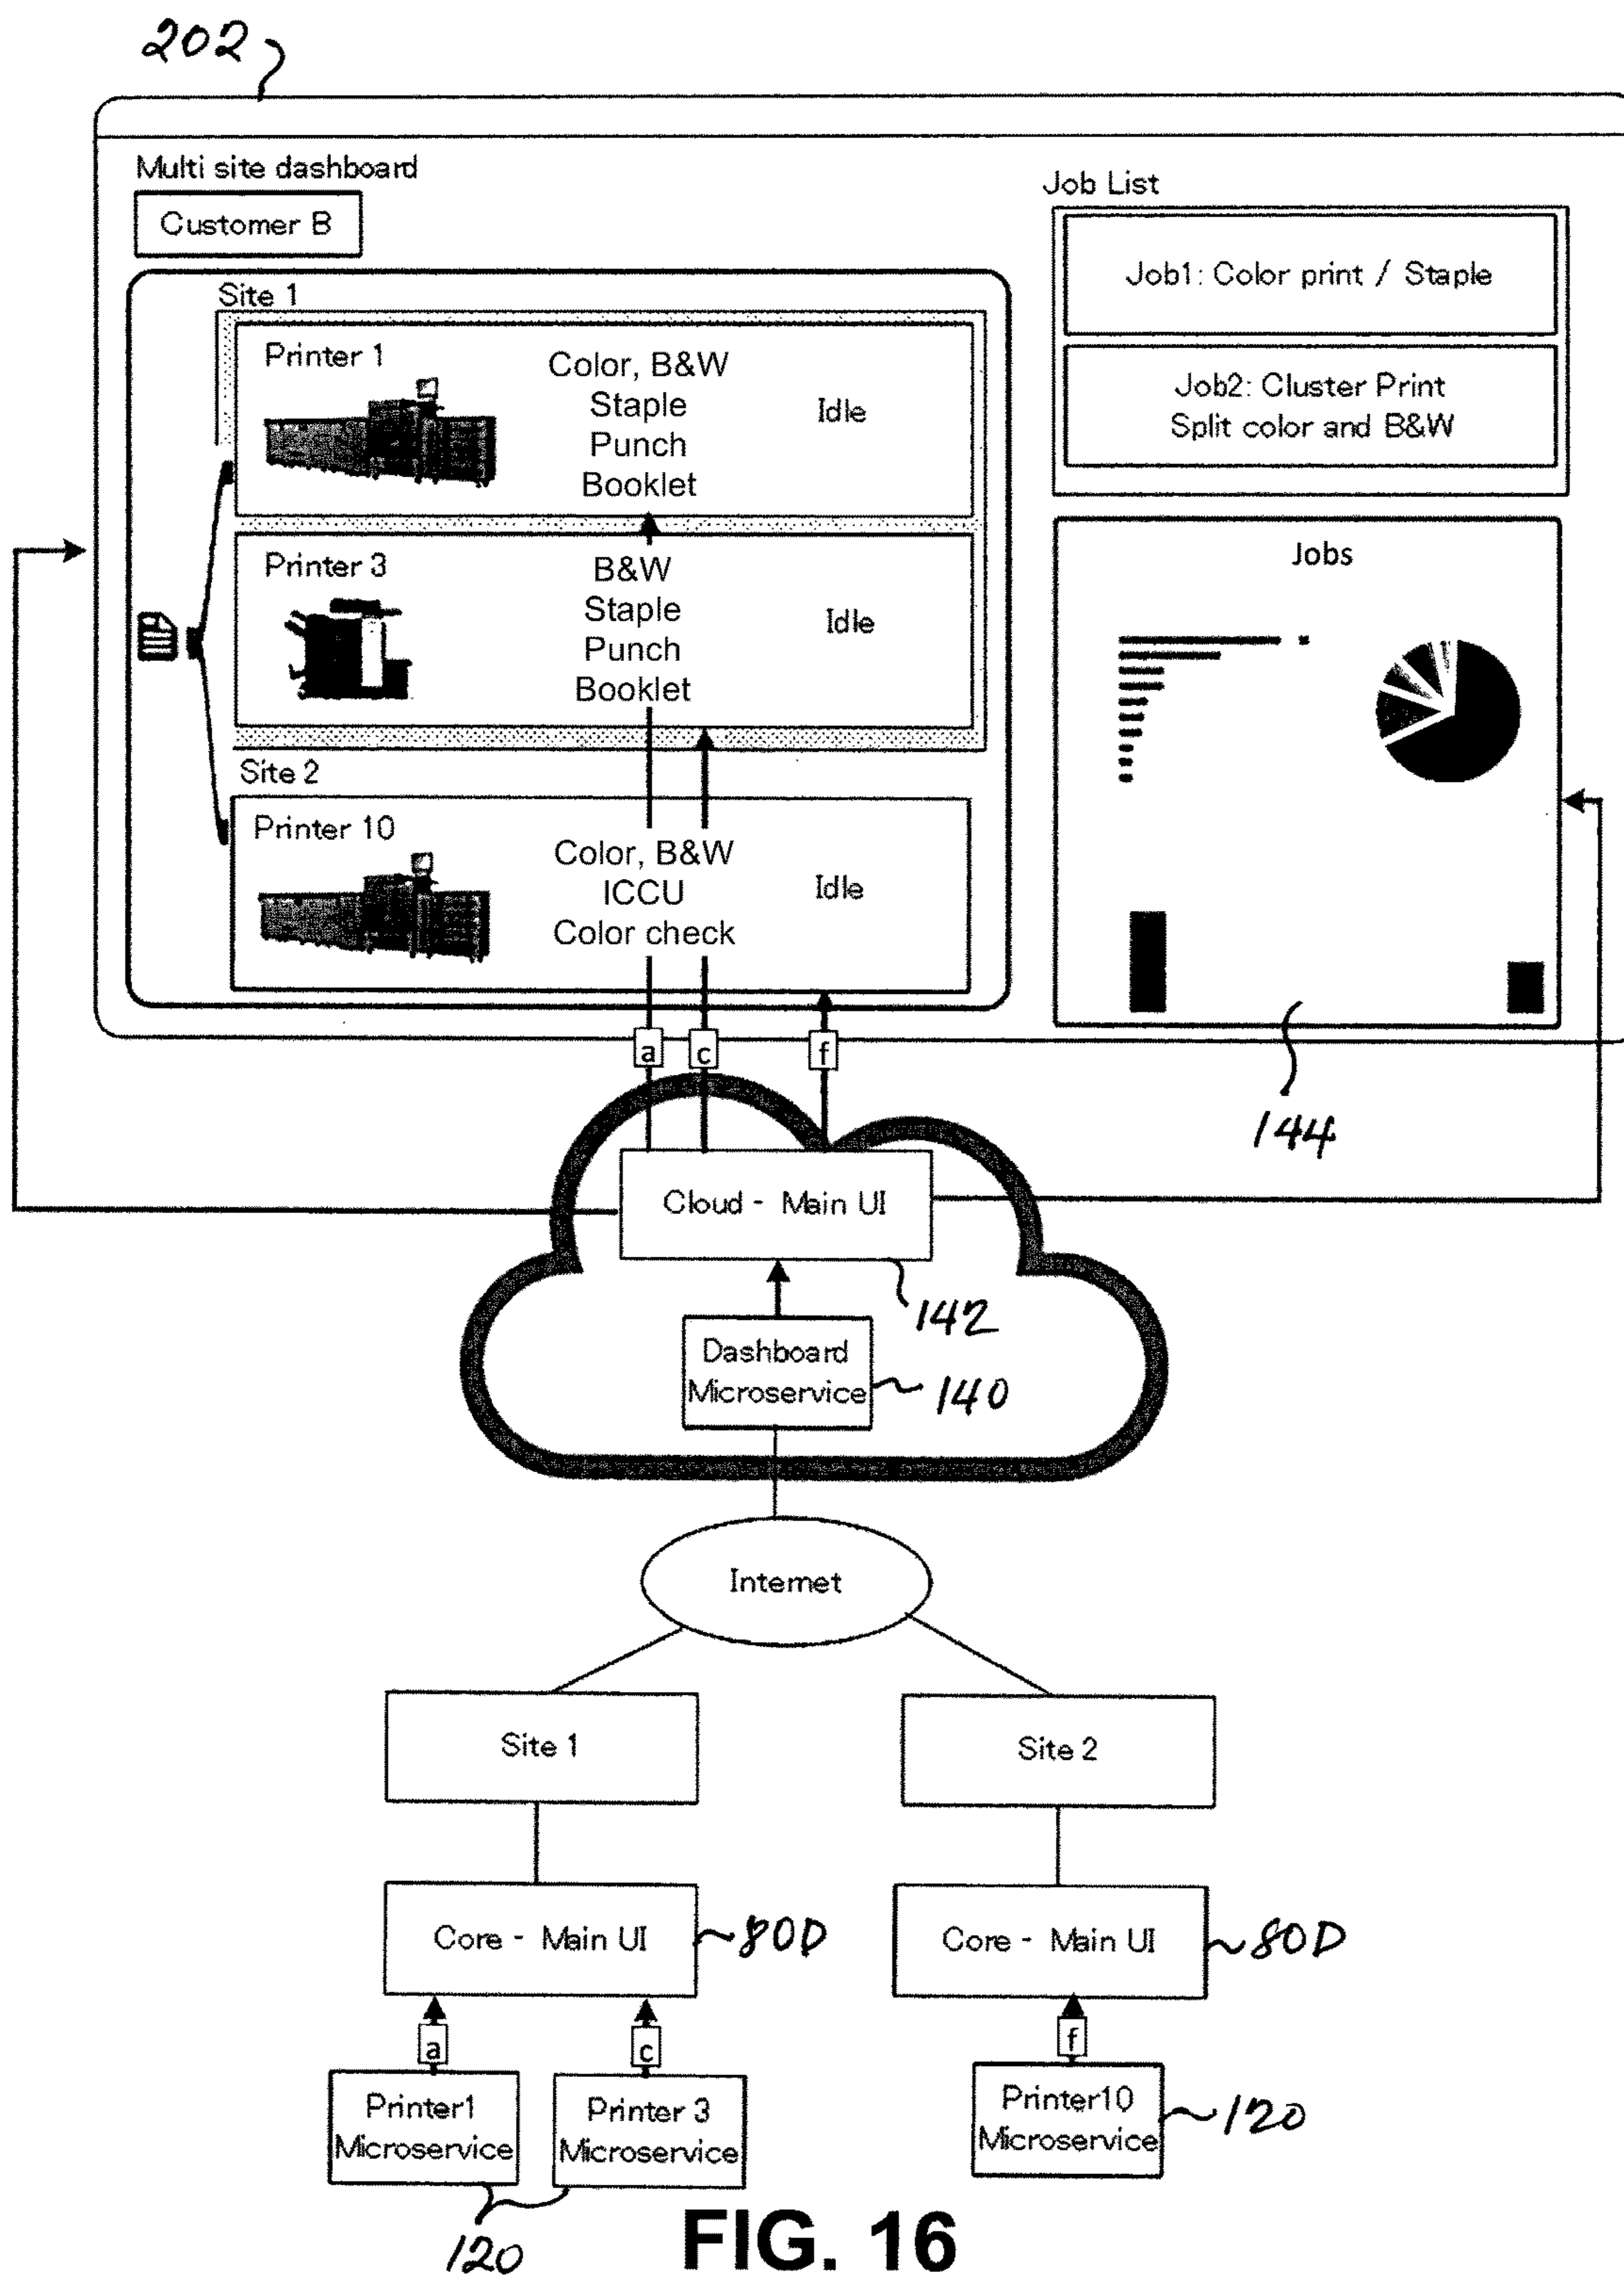 202
Multi site dashboard
Customer B
Site 1
Printer 1
Color, B&W
Staple
Punch
Booklet
Idle
Printer 3
B&W
Staple
Punch
Booklet
Idle
Site 2
Printer 10
Color, B&W
ICCU
Color check
Idle
Job List
Job1: Color print / Staple
Job2: Cluster Print
Split color and B&W
Jobs
a
c
f
144
Cloud - Main UI
142
Dashboard
Microservice
140
Internet
Site 1
Site 2
Core - Main UI
80D
Core - Main UI
80D
a
c
f
Printer1
Microservice
Printer 3
Microservice
Printer10
Microservice
120
120
FIG. 16